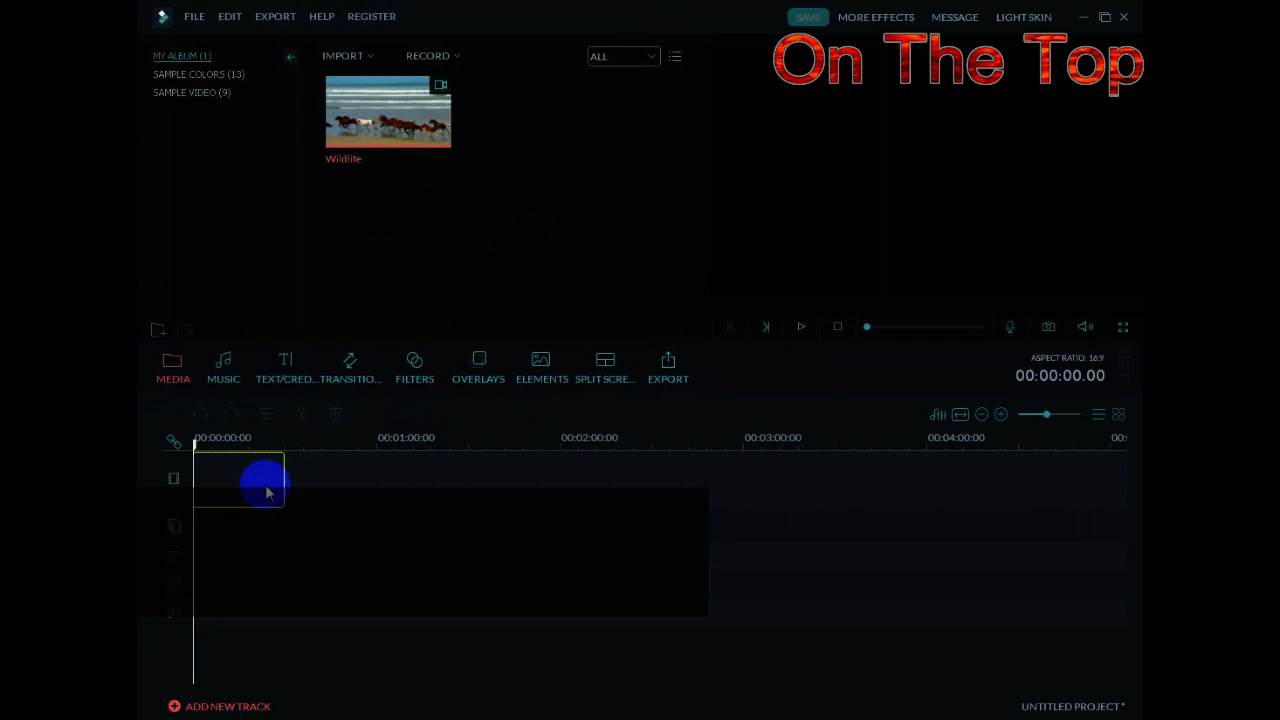 FILE EDIT EXPORT HELP REGISTER SAVE MORE EFFECTS MESSAGE LIGHT SKIN
On The Top
MY ALBUM (1)
SAMPLE COLORS (13)
SAMPLE VIDEO (9)
IMPORT RECORD ALL
Wildlife
MEDIA MUSIC TEXT/CRED... TRANSITIO... FILTERS OVERLAYS ELEMENTS SPLIT SCRE... EXPORT
ASPECT RATIO: 16:9
00:00:00.00
00:00:00:00 00:01:00:00 00:02:00:00 00:03:00:00 00:04:00:00 00:
ADD NEW TRACK
UNTITLED PROJECT *